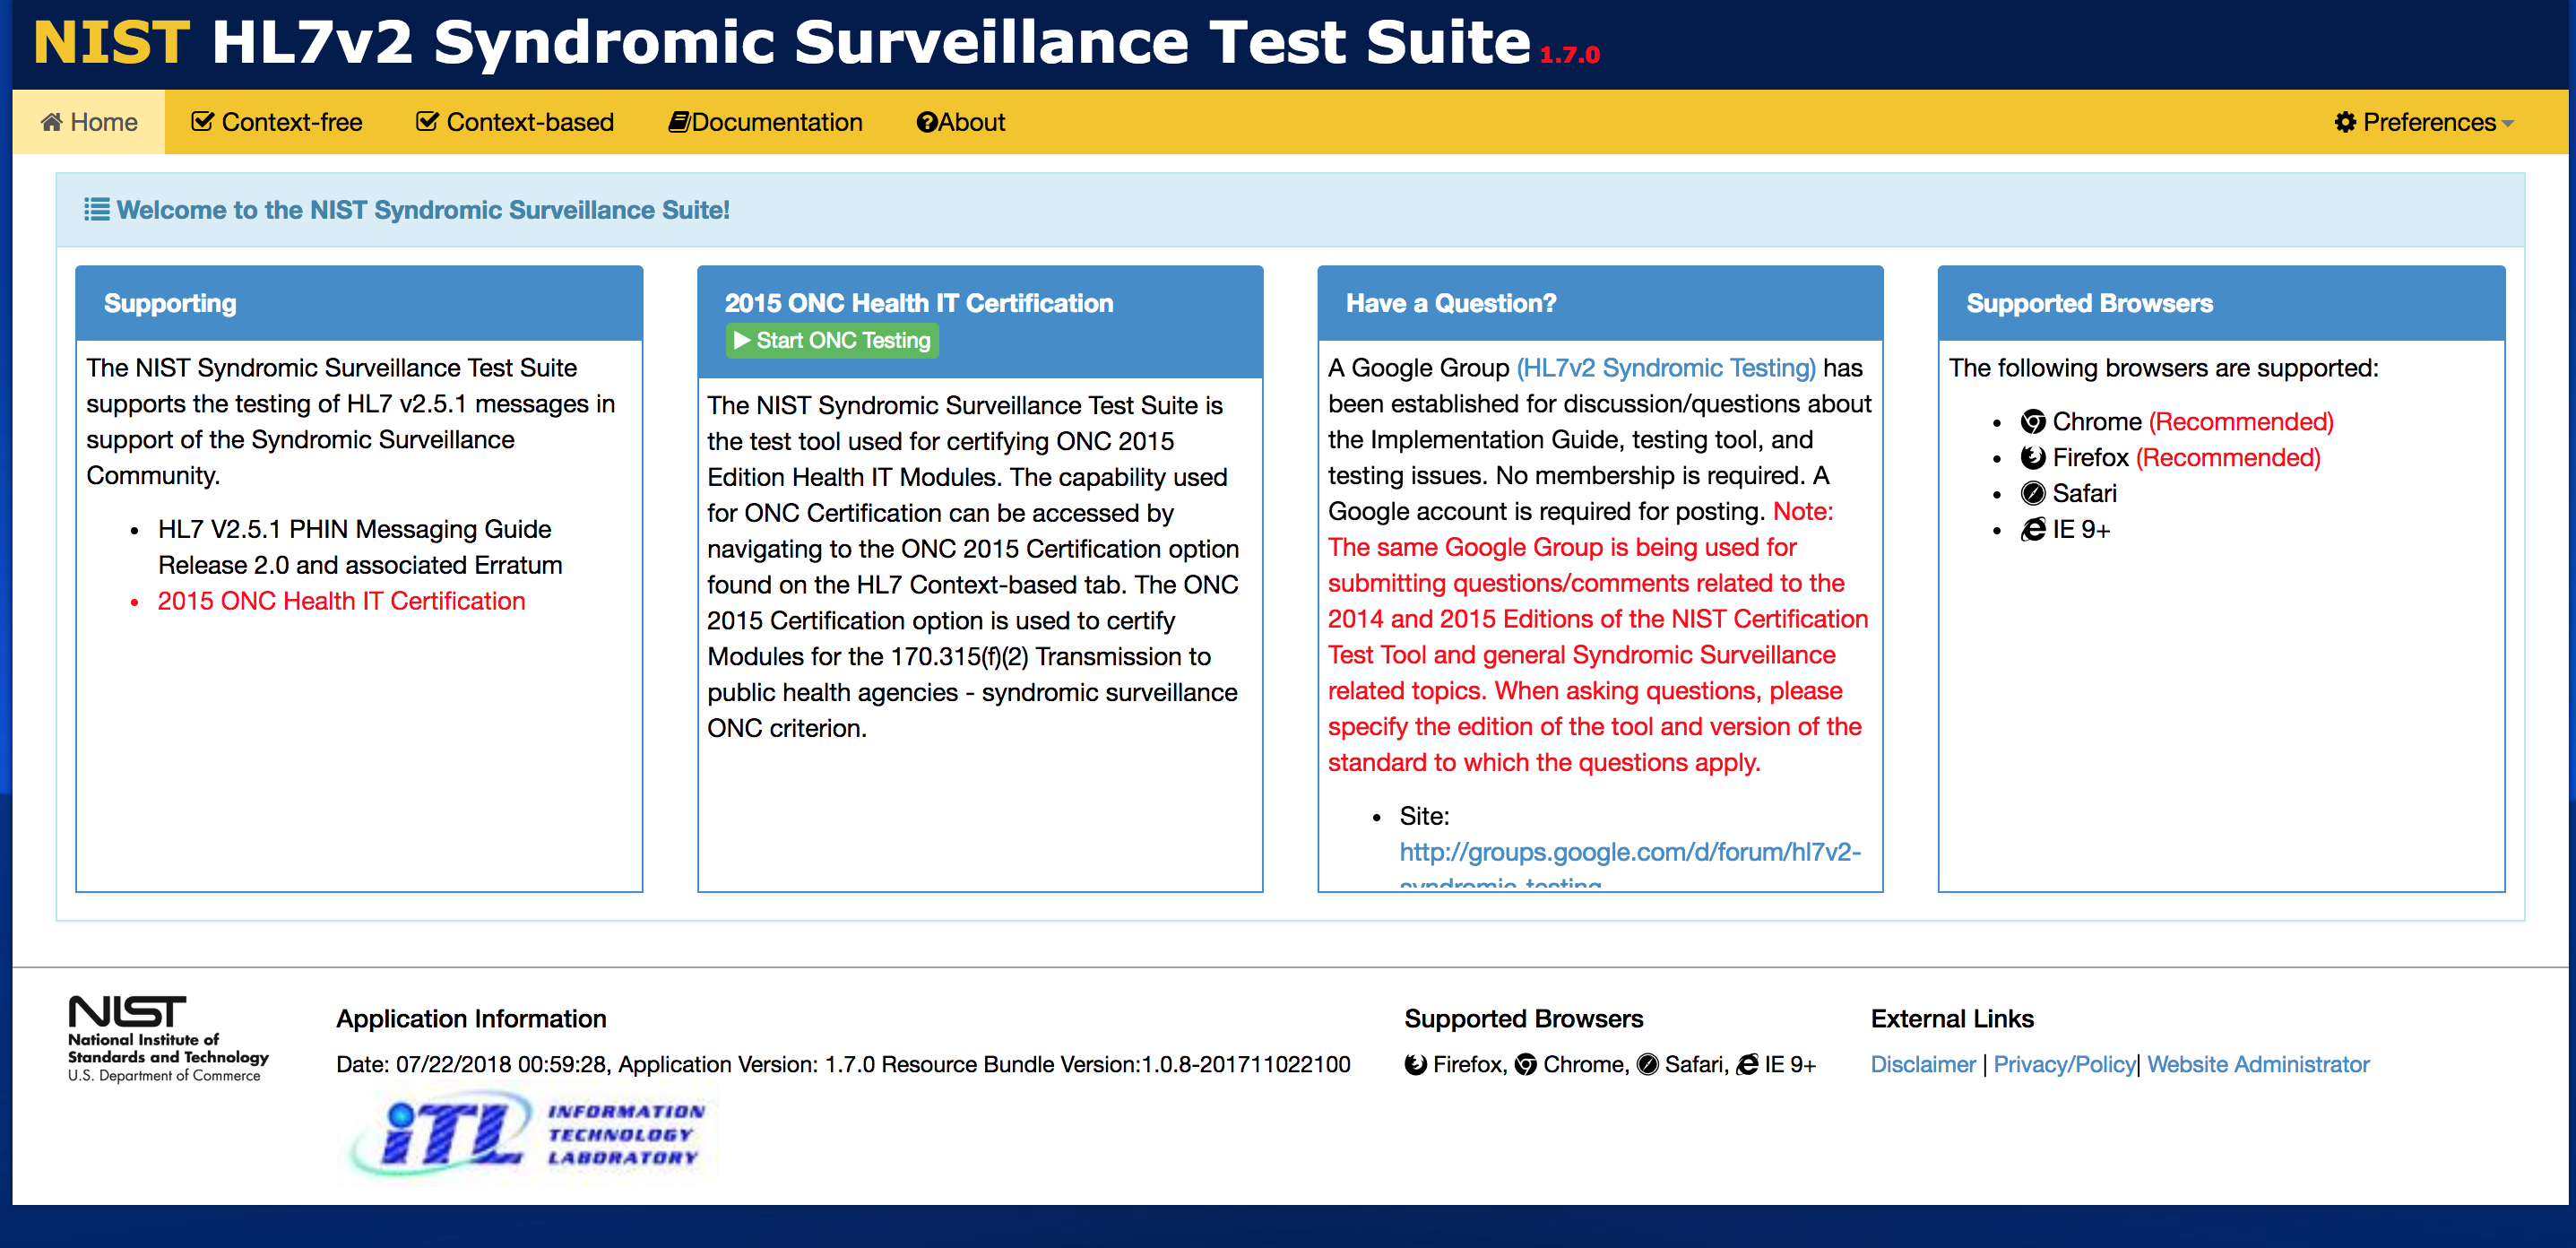 NIST HL7v2 Syndromic Surveillance Test Suite 1.7.0
Home Context-free Context-based Documentation About Preferences
Welcome to the NIST Syndromic Surveillance Suite!
Supporting
The NIST Syndromic Surveillance Test Suite
supports the testing of HL7 v2.5.1 messages in
support of the Syndromic Surveillance
Community.
• HL7 V2.5.1 PHIN Messaging Guide
Release 2.0 and associated Erratum
• 2015 ONC Health IT Certification
2015 ONC Health IT Certification
Start ONC Testing
The NIST Syndromic Surveillance Test Suite is
the test tool used for certifying ONC 2015
Edition Health IT Modules. The capability used
for ONC Certification can be accessed by
navigating to the ONC 2015 Certification option
found on the HL7 Context-based tab. The ONC
2015 Certification option is used to certify
Modules for the 170.315(f)(2) Transmission to
public health agencies - syndromic surveillance
ONC criterion.
Have a Question?
A Google Group (HL7v2 Syndromic Testing) has
been established for discussion/questions about
the Implementation Guide, testing tool, and
testing issues. No membership is required. A
Google account is required for posting. Note:
The same Google Group is being used for
submitting questions/comments related to the
2014 and 2015 Editions of the NIST Certification
Test Tool and general Syndromic Surveillance
related topics. When asking questions, please
specify the edition of the tool and version of the
standard to which the questions apply.
• Site:
http://groups.google.com/d/forum/hl7v2-
syndromic-testing
Supported Browsers
The following browsers are supported:
• Chrome (Recommended)
• Firefox (Recommended)
• Safari
• IE 9+
NIST
National Institute of
Standards and Technology
U.S. Department of Commerce
Application Information
Date: 07/22/2018 00:59:28, Application Version: 1.7.0 Resource Bundle Version:1.0.8-201711022100
iTL INFORMATION
TECHNOLOGY
LABORATORY
Supported Browsers
Firefox, Chrome, Safari, IE 9+
External Links
Disclaimer | Privacy/Policy| Website Administrator